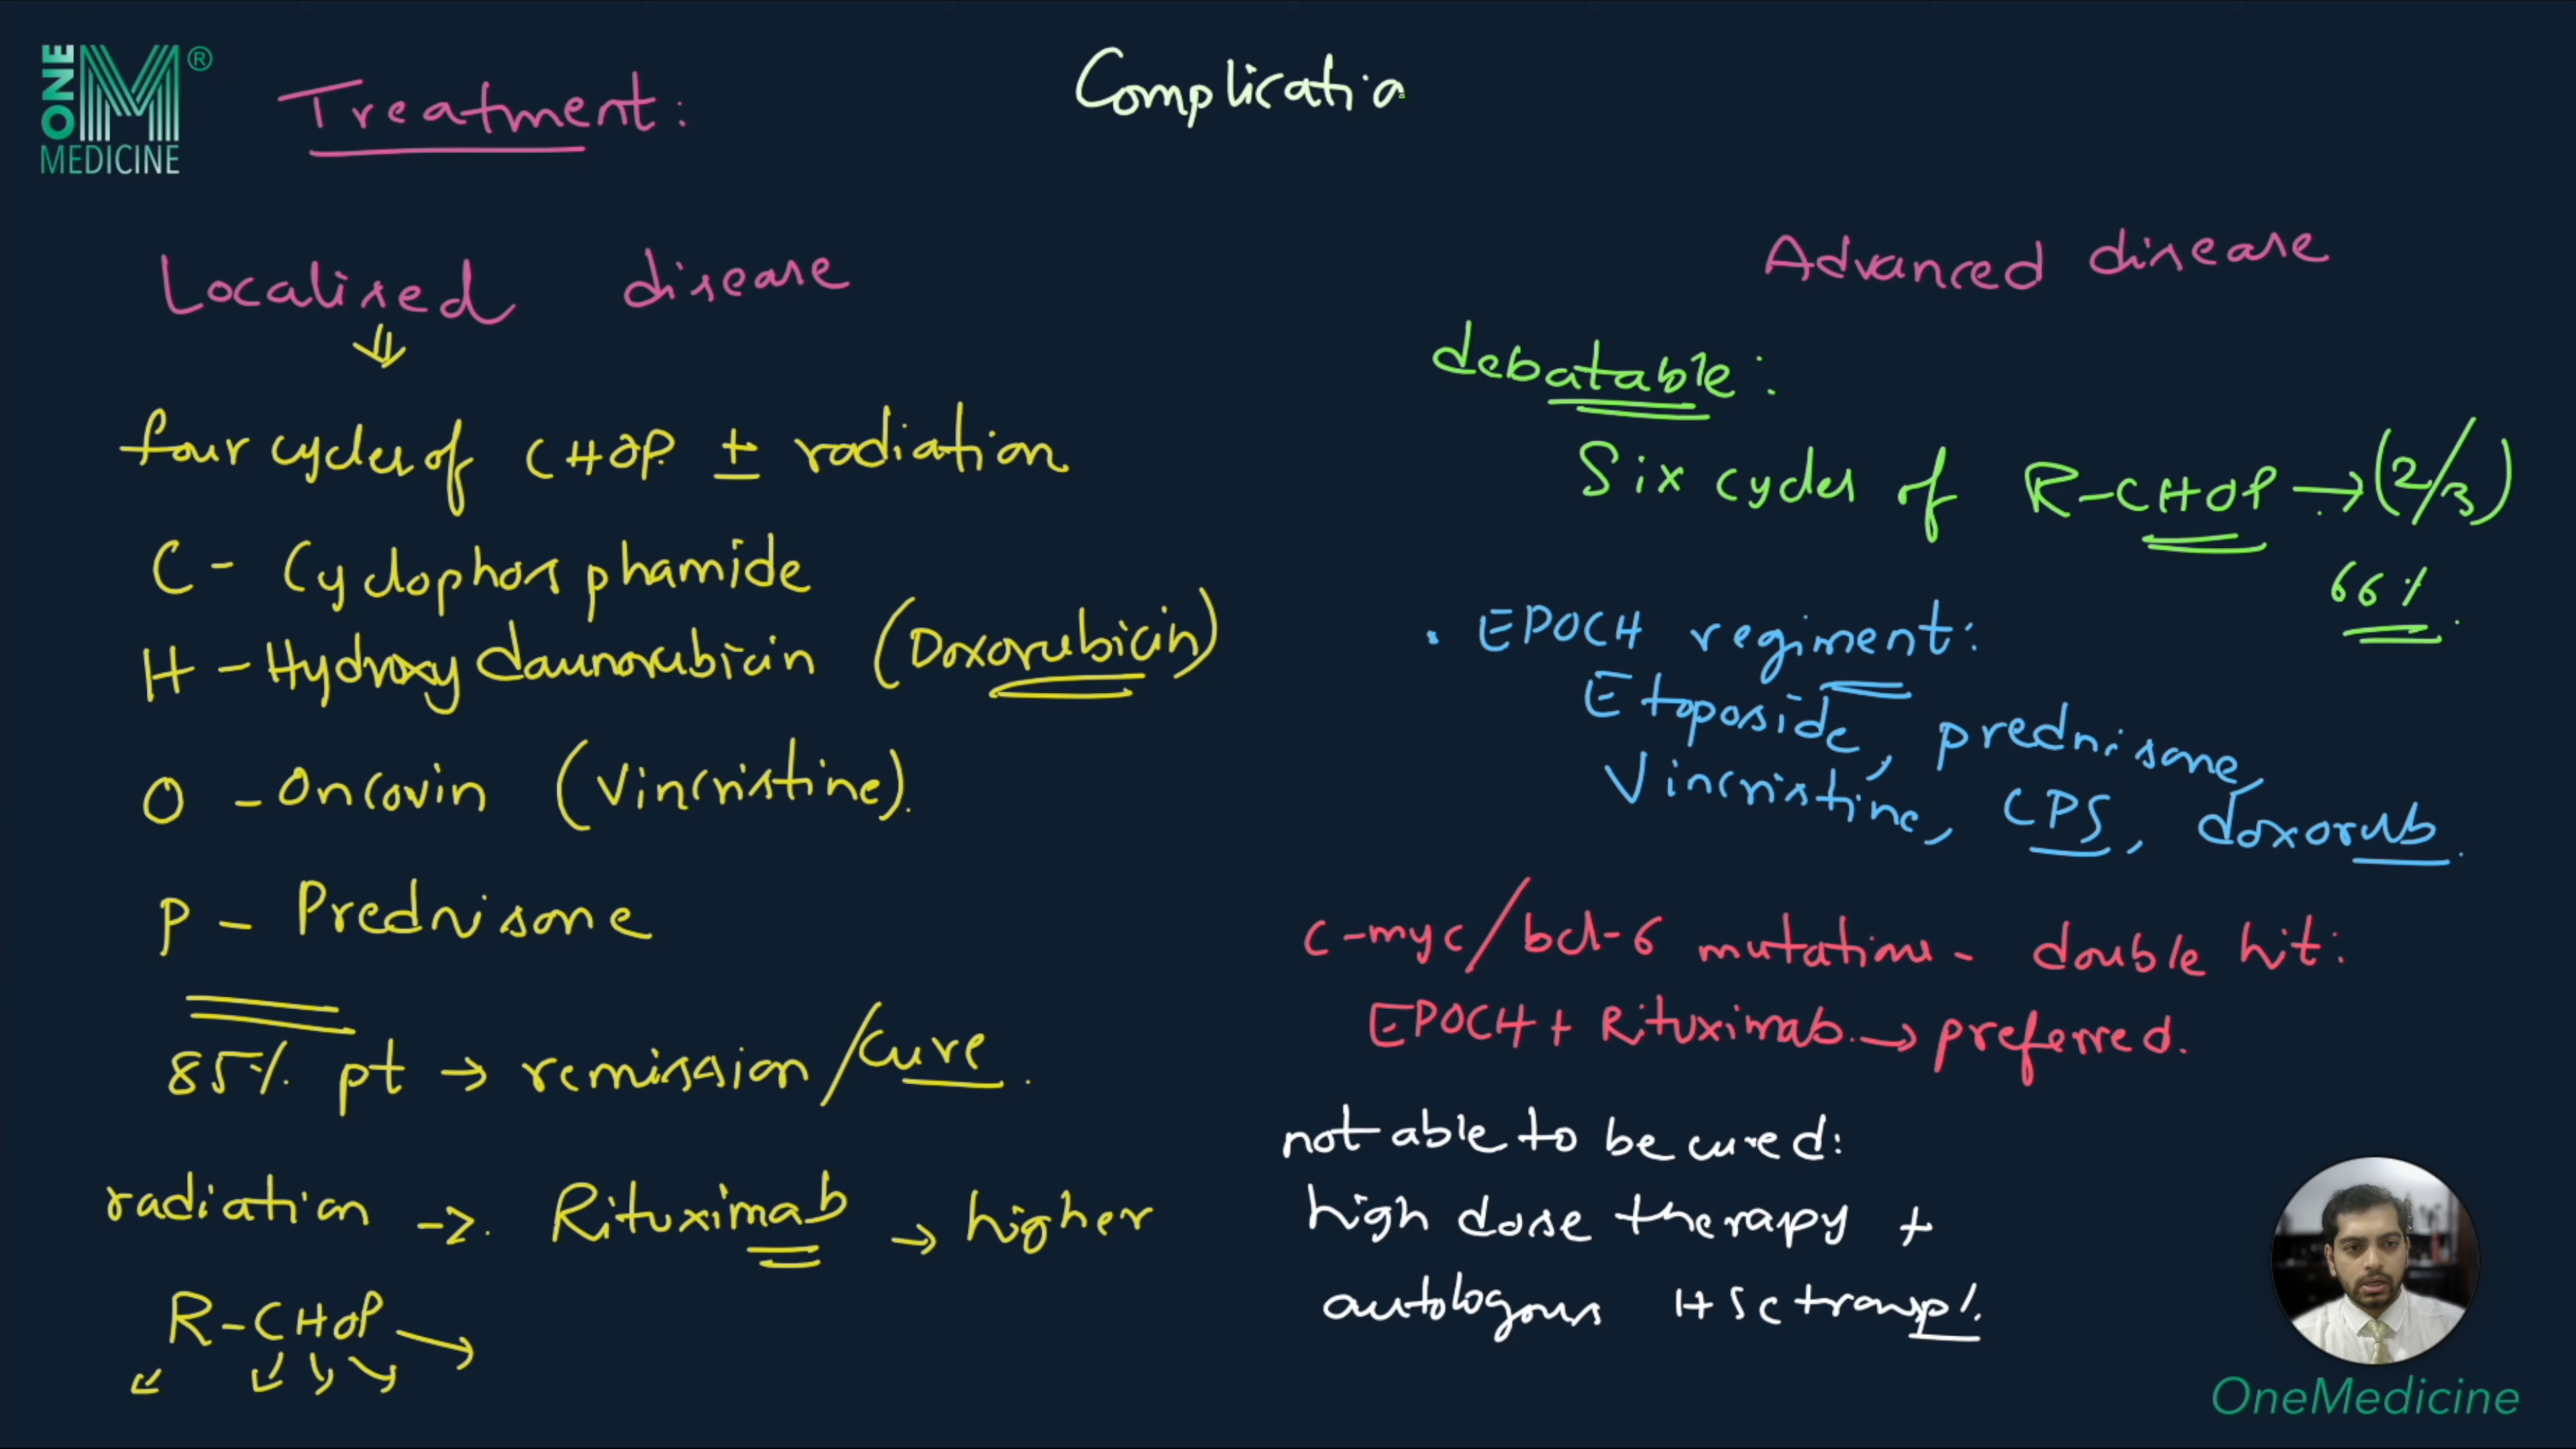 ONE
MEDICINE ®
Treatment:
Complicatio
Localised disease
four cycles of CHOP ± radiation
C - Cyclophosphamide
H - Hydroxydaunorubicin (Doxorubicin)
O - Oncovin (Vincristine).
P - Prednisone
85% pt → remission/cure.
radiation → Rituximab → higher
R-CHOP →
Advanced disease
debatable:
Six cycles of R-CHOP → (2/3)
66%.
• EPOCH regiment:
Etoposide, prednisone,
Vincristine, CPS, doxorub.
c-myc/bcl-6 mutations - double hit:
EPOCH + Rituximab. → preferred.
not able to be cured:
high dose therapy +
autologous HSc transpl.
OneMedicine